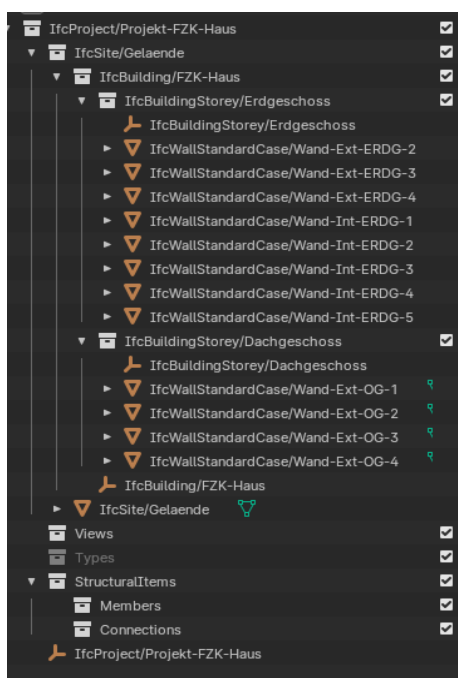 IfcProject/Projekt-FZK-Haus
IfcSite/Gelaende
IfcBuilding/FZK-Haus
IfcBuildingStorey/Erdgeschoss
IfcBuildingStorey/Erdgeschoss
IfcWallStandardCase/Wand-Ext-ERDG-2
IfcWallStandardCase/Wand-Ext-ERDG-3
IfcWallStandardCase/Wand-Ext-ERDG-4
IfcWallStandardCase/Wand-Int-ERDG-1
IfcWallStandardCase/Wand-Int-ERDG-2
IfcWallStandardCase/Wand-Int-ERDG-3
IfcWallStandardCase/Wand-Int-ERDG-4
IfcWallStandardCase/Wand-Int-ERDG-5
IfcBuildingStorey/Dachgeschoss
IfcBuildingStorey/Dachgeschoss
IfcWallStandardCase/Wand-Ext-OG-1
IfcWallStandardCase/Wand-Ext-OG-2
IfcWallStandardCase/Wand-Ext-OG-3
IfcWallStandardCase/Wand-Ext-OG-4
IfcBuilding/FZK-Haus
IfcSite/Gelaende
Views
Types
StructuralItems
Members
Connections
IfcProject/Projekt-FZK-Haus